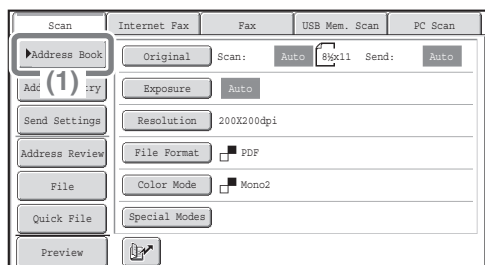 Scan Internet Fax Fax USB Mem. Scan PC Scan
Address Book Original Scan: Auto 8½x11 Send: Auto
(1) Exposure Auto
Send Settings Resolution 200X200dpi
Address Review File Format PDF
File Color Mode Mono2
Quick File Special Modes
Preview